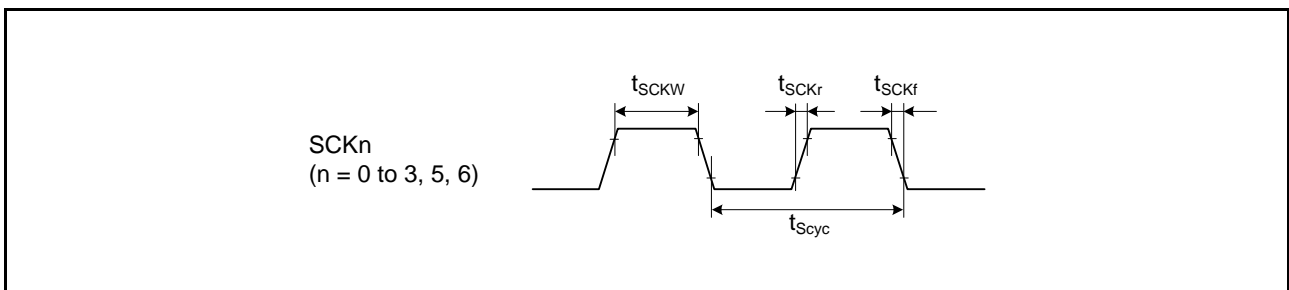 tSCKW
tSCKr
tSCKf
SCKn
(n = 0 to 3, 5, 6)
tScyc